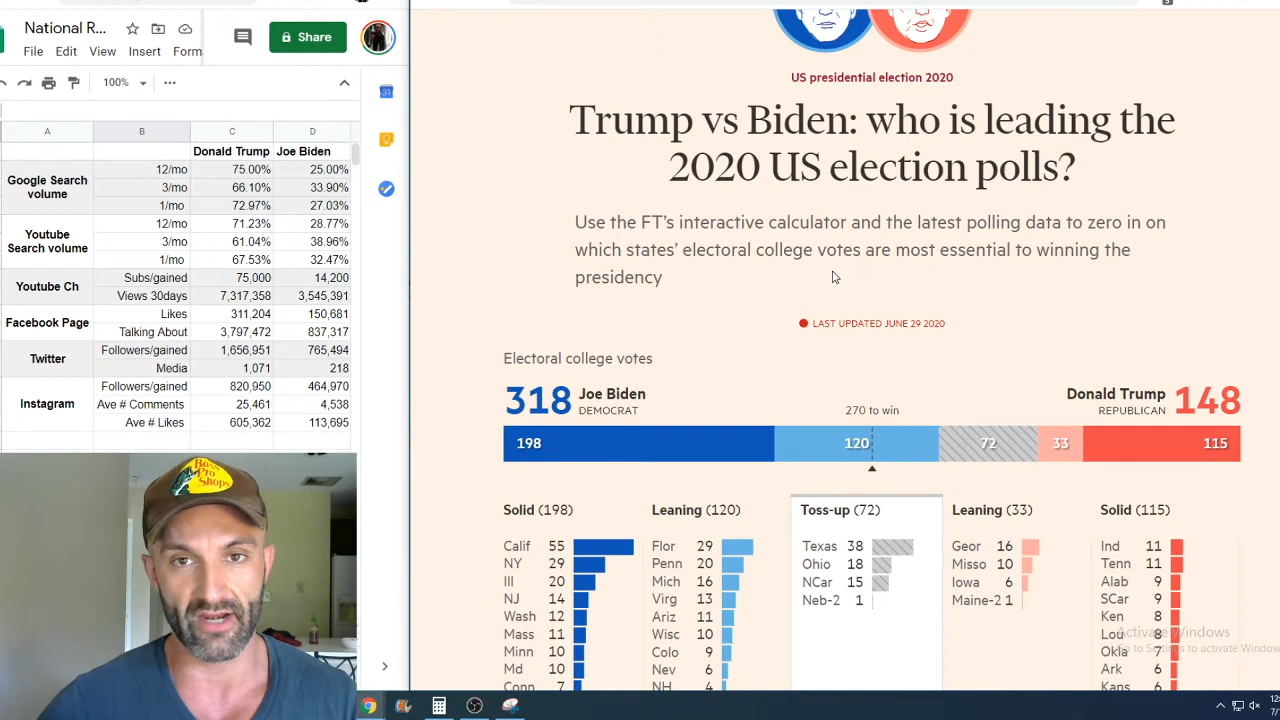 National R...
Share
File Edit View Insert Form
100%
A B C D
Donald Trump Joe Biden
Google Search volume 12/mo 75.00% 25.00%
3/mo 66.10% 33.90%
1/mo 72.97% 27.03%
Youtube Search volume 12/mo 71.23% 28.77%
3/mo 61.04% 38.96%
1/mo 67.53% 32.47%
Youtube Ch Subs/gained 75,000 14,200
Views 30days 7,317,358 3,545,391
Facebook Page Likes 311,204 150,681
Talking About 3,797,472 837,317
Twitter Followers/gained 1,656,951 765,494
Media 1,071 218
Instagram Followers/gained 820,950 464,970
Ave # Comments 25,461 4,538
Ave # Likes 605,362 113,695
31
Bass
Pro
Shops
US presidential election 2020
Trump vs Biden: who is leading the
2020 US election polls?
Use the FT's interactive calculator and the latest polling data to zero in on
which states' electoral college votes are most essential to winning the
presidency
LAST UPDATED JUNE 29 2020
Electoral college votes
318 Joe Biden
DEMOCRAT
270 to win
Donald Trump 148
REPUBLICAN
198 120 72 33 115
Solid (198) Leaning (120) Toss-up (72) Leaning (33) Solid (115)
Calif 55 Flor 29 Texas 38 Geor 16 Ind 11
NY 29 Penn 20 Ohio 18 Misso 10 Tenn 11
Ill 20 Mich 16 NCar 15 Iowa 6 Alab 9
NJ 14 Virg 13 Neb-2 1 Maine-2 1 SCar 9
Wash 12 Ariz 11 Ken 8
Mass 11 Wisc 10 Lou 8
Minn 10 Colo 9 Okla 7
Md 10 Nev 6 Ark 6
Conn 7 NH 4 Kans 6
Activate Windows
Go to Settings to activate Window
12:
7/